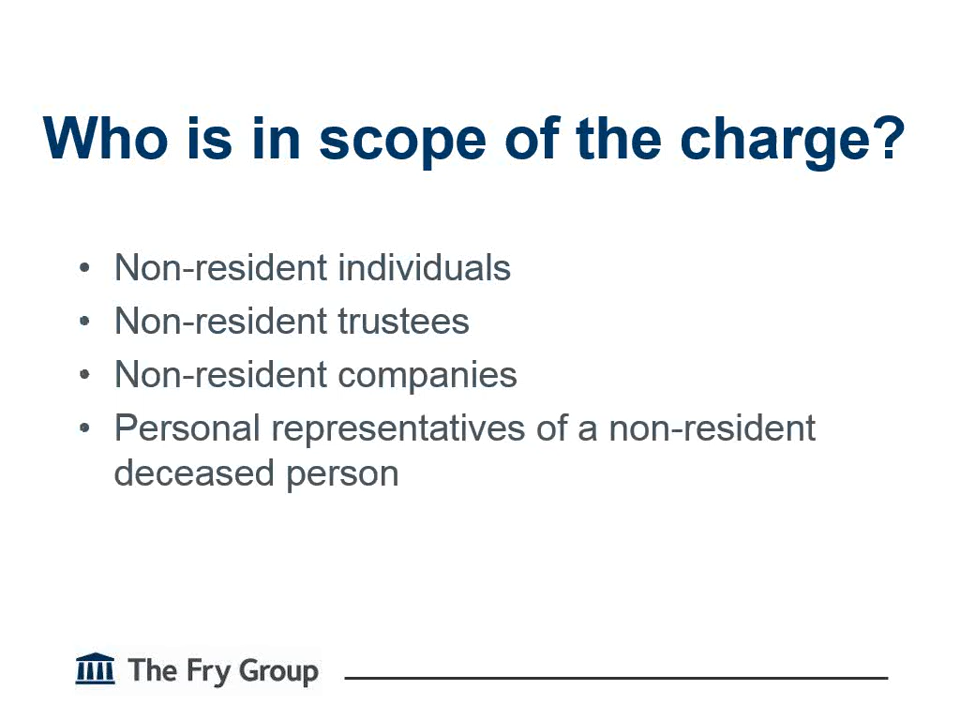 Who is in scope of the charge?
• Non-resident individuals
• Non-resident trustees
• Non-resident companies
• Personal representatives of a non-resident
deceased person
The Fry Group